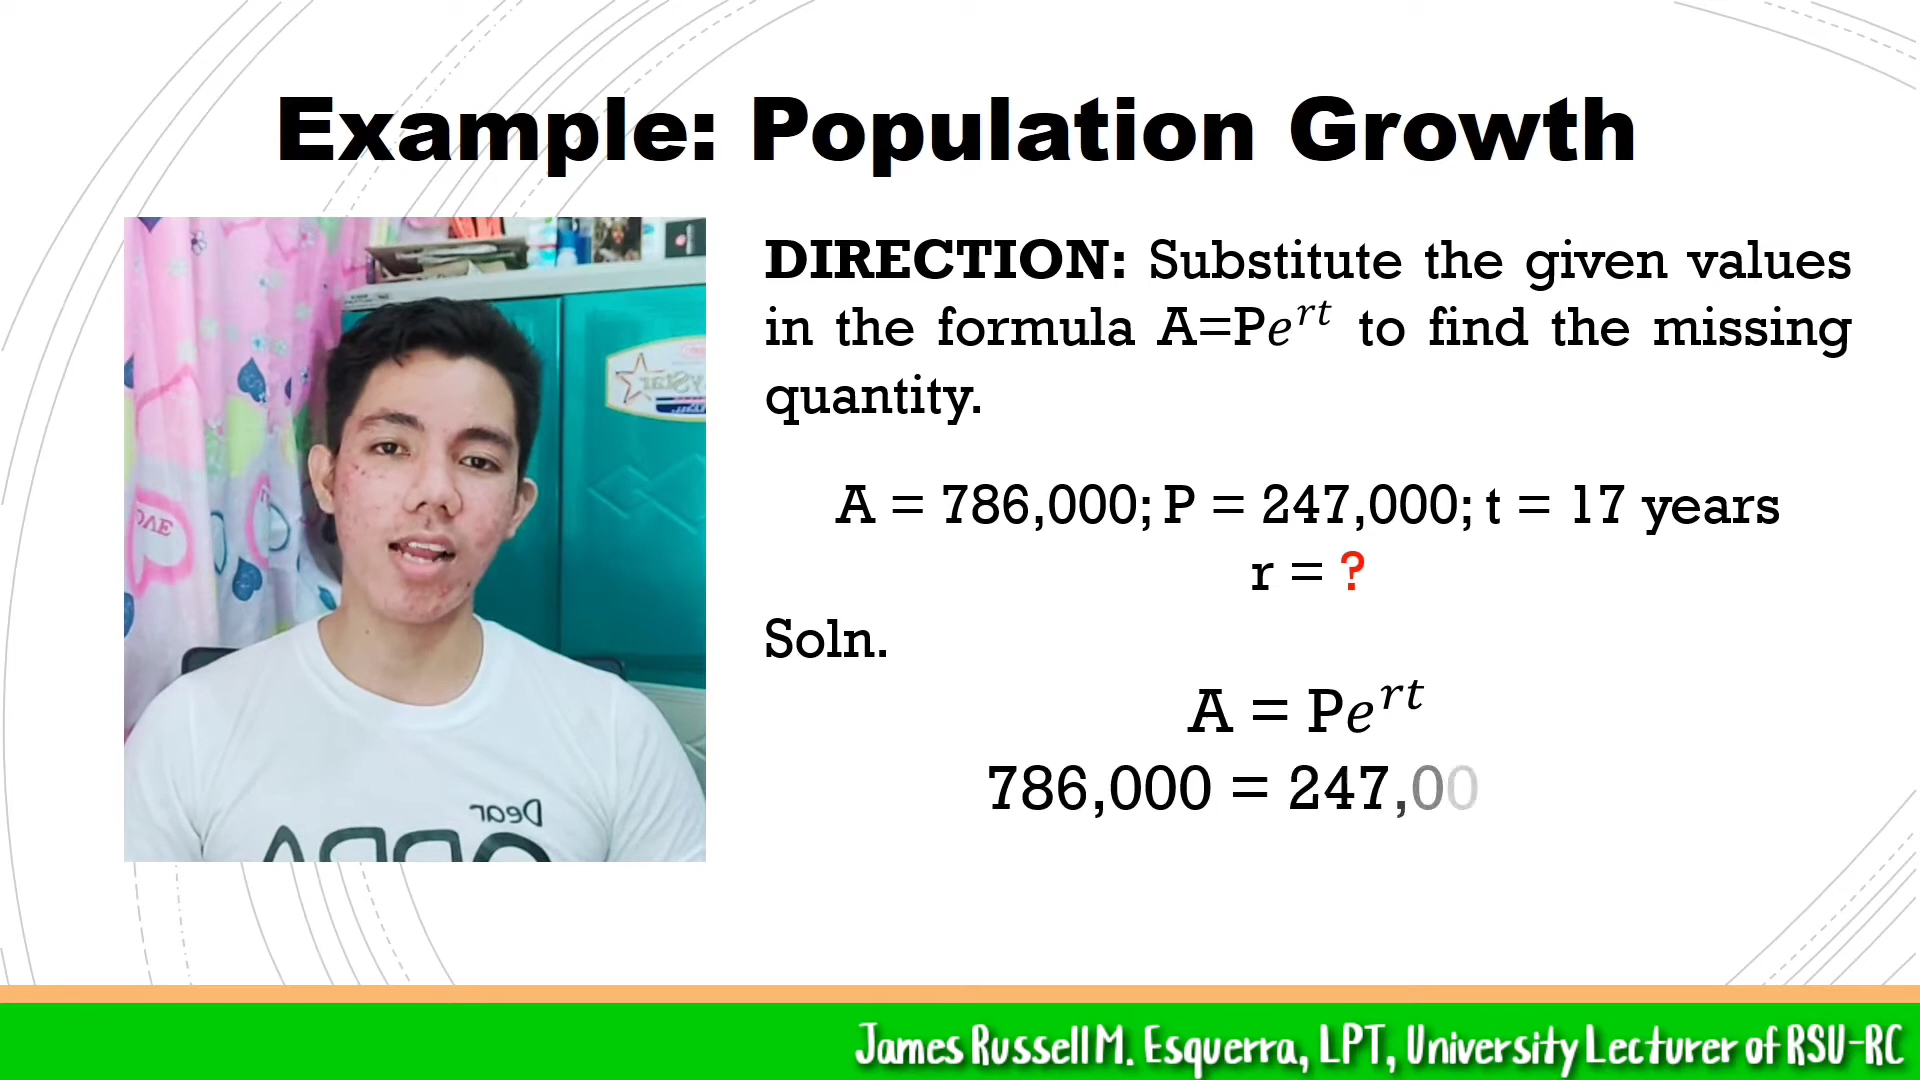 Example: Population Growth
DIRECTION: Substitute the given values
in the formula A=Pe^rt to find the missing
quantity.
A = 786,000; P = 247,000; t = 17 years
r = ?
Soln.
A = Pe^rt
786,000 = 247,00
Dear
James Russell M. Esquerra, LPT, University Lecturer of RSU-RC